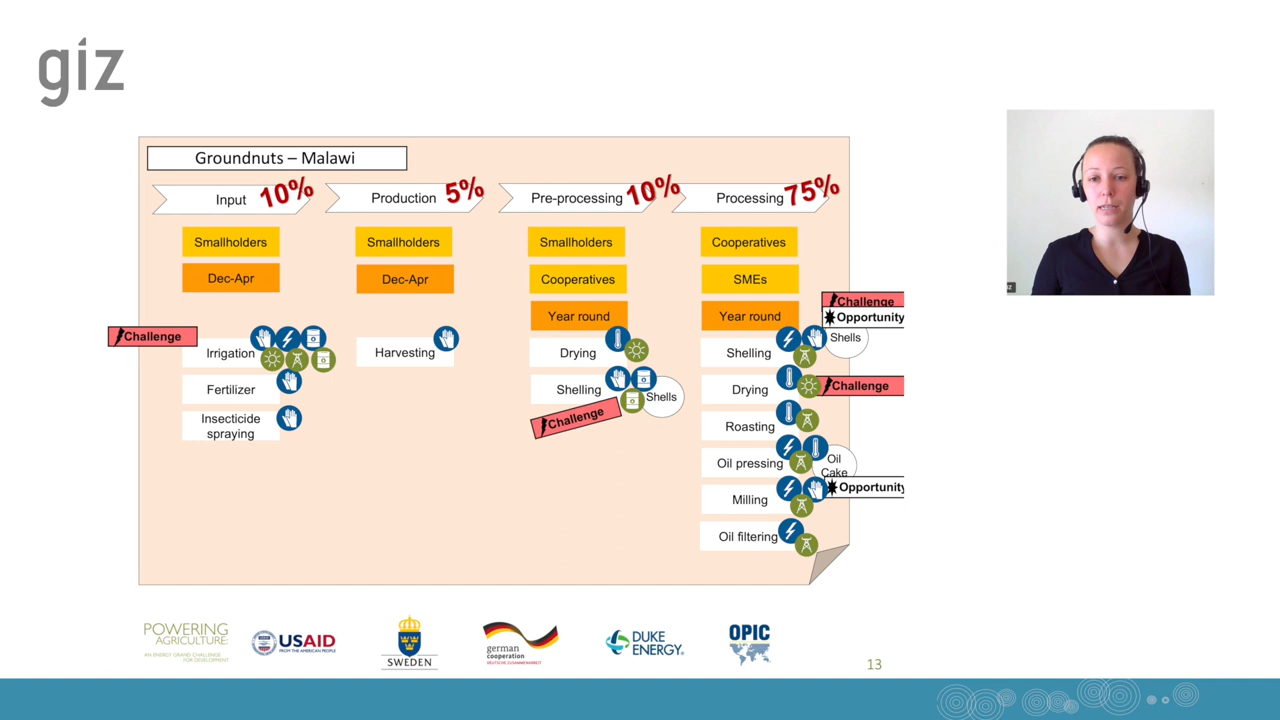 giz
Groundnuts – Malawi
Input 10%
Production 5%
Pre-processing 10%
Processing 75%
Smallholders
Smallholders
Smallholders
Cooperatives
Dec-Apr
Dec-Apr
Cooperatives
SMEs
Year round
Year round
Challenge
Opportunity
Challenge
Irrigation
Harvesting
Drying
Shelling
Shells
Fertilizer
Shelling
Shells
Drying
Challenge
Insecticide
spraying
Challenge
Roasting
Oil pressing
Oil
Cake
Milling
Opportunity
Oil filtering
POWERING
AGRICULTURE:
AN ENERGY GRAND CHALLENGE
FOR DEVELOPMENT
USAID
FROM THE AMERICAN PEOPLE
SWEDEN
german
cooperation
DEUTSCHE ZUSAMMENARBEIT
DUKE
ENERGY®
OPIC
13